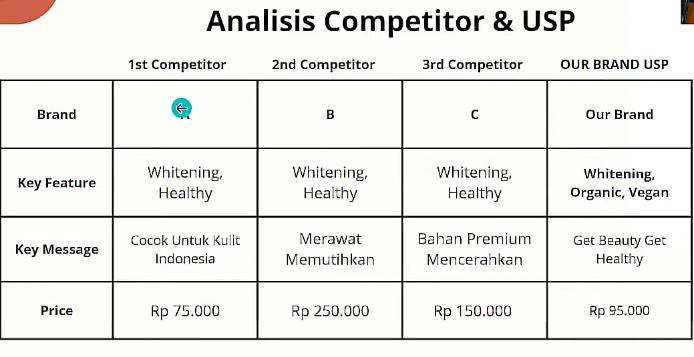 Analisis Competitor & USP
1st Competitor 2nd Competitor 3rd Competitor OUR BRAND USP
Brand B C Our Brand
Key Feature
Whitening, Healthy
Whitening, Healthy
Whitening, Healthy
Whitening, Organic, Vegan
Key Message
Cocok Untuk Kulit Indonesia
Merawat Memutihkan
Bahan Premium Mencerahkan
Get Beauty Get Healthy
Price Rp 75.000 Rp 250.000 Rp 150.000 Rp 95.000